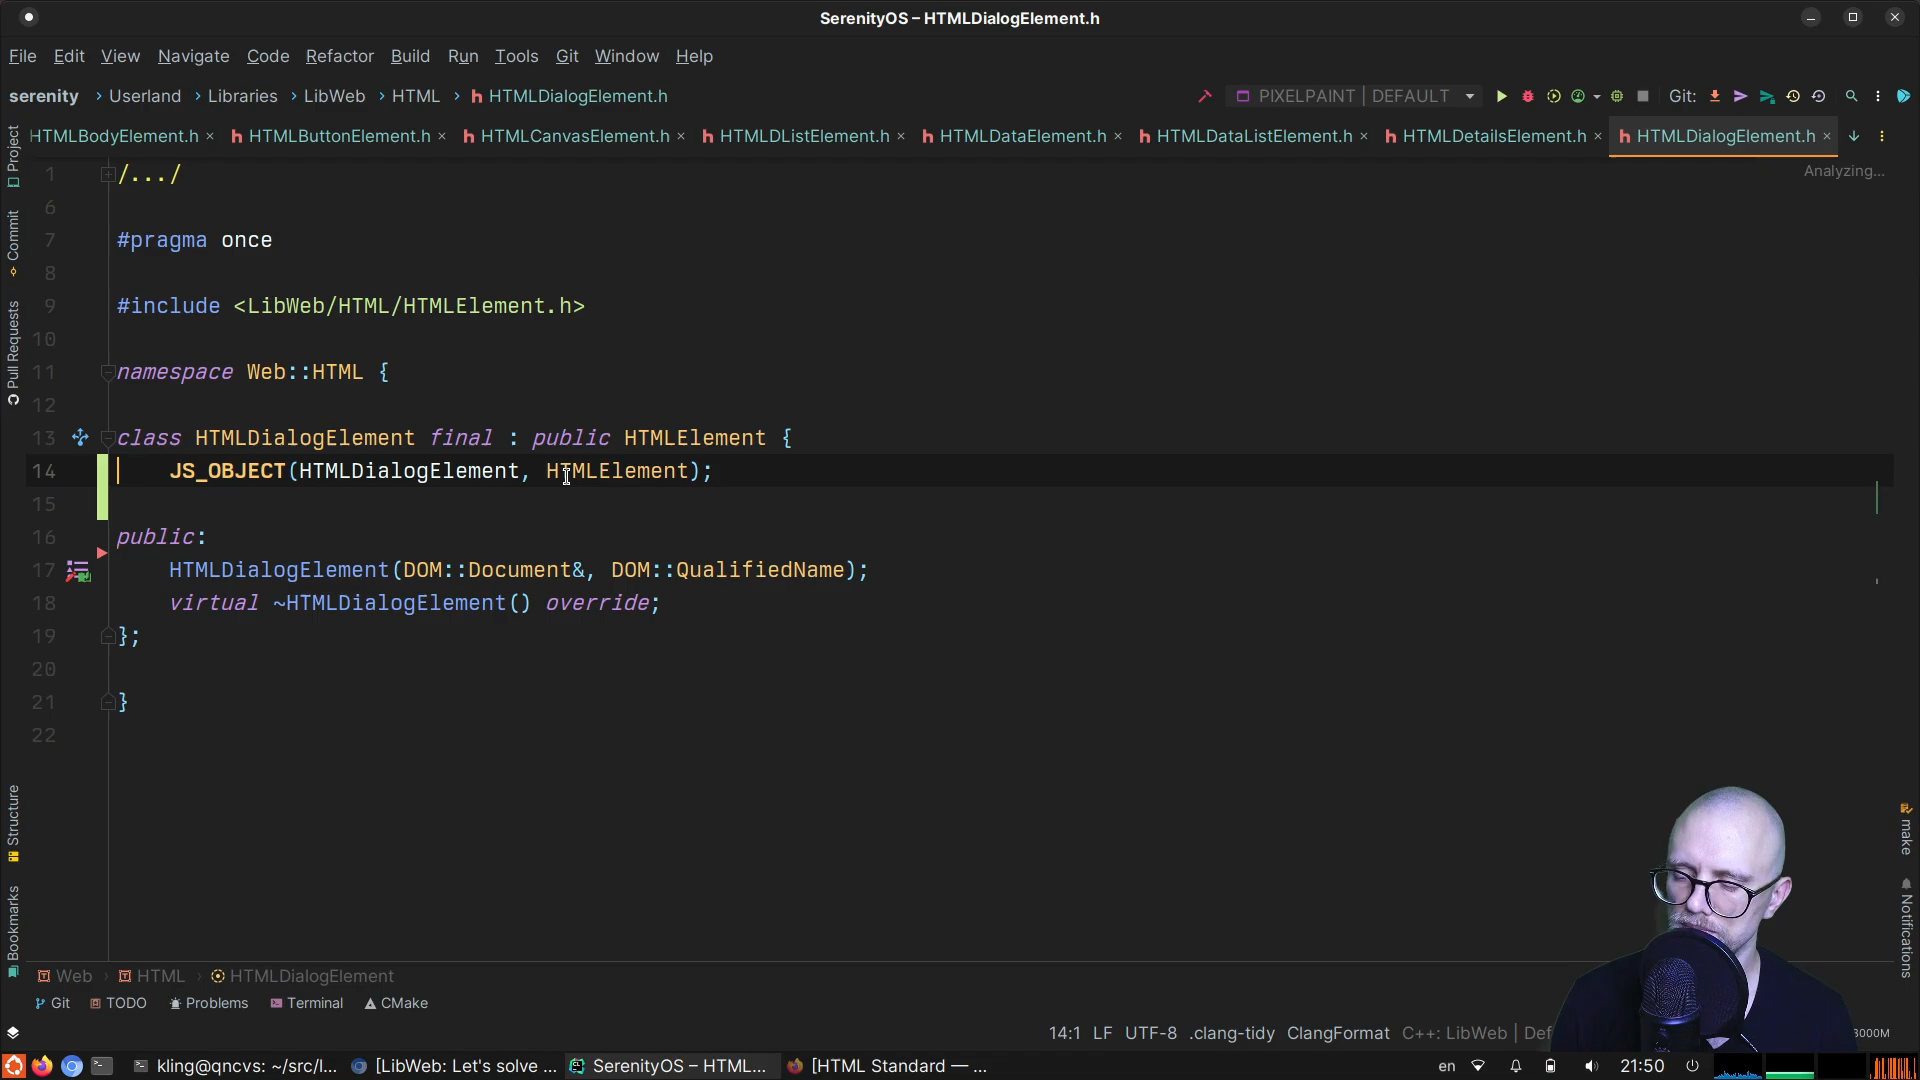 SerenityOS – HTMLDialogElement.h
File Edit View Navigate Code Refactor Build Run Tools Git Window Help
serenity › Userland › Libraries › LibWeb › HTML › HTMLDialogElement.h
PIXELPAINT | DEFAULT
Git:
HTMLBodyElement.h × HTMLButtonElement.h × HTMLCanvasElement.h × HTMLDListElement.h × HTMLDataElement.h × HTMLDataListElement.h × HTMLDetailsElement.h × HTMLDialogElement.h ×
Analyzing...
1 /.../
6
7 #pragma once
8
9 #include <LibWeb/HTML/HTMLElement.h>
10
11 namespace Web::HTML {
12
13 class HTMLDialogElement final : public HTMLElement {
14 JS_OBJECT(HTMLDialogElement, HTMLElement);
15
16 public:
17 HTMLDialogElement(DOM::Document&, DOM::QualifiedName);
18 virtual ~HTMLDialogElement() override;
19 };
20
21 }
22
Project
Commit
Pull Requests
Structure
Bookmarks
make
Notifications
Web › HTML › HTMLDialogElement
Git TODO Problems Terminal CMake
14:1 LF UTF-8 .clang-tidy ClangFormat C++: LibWeb | Def
3000M
kling@qncvs: ~/src/l... [LibWeb: Let's solve ... SerenityOS – HTML... [HTML Standard — ...
en 21:50